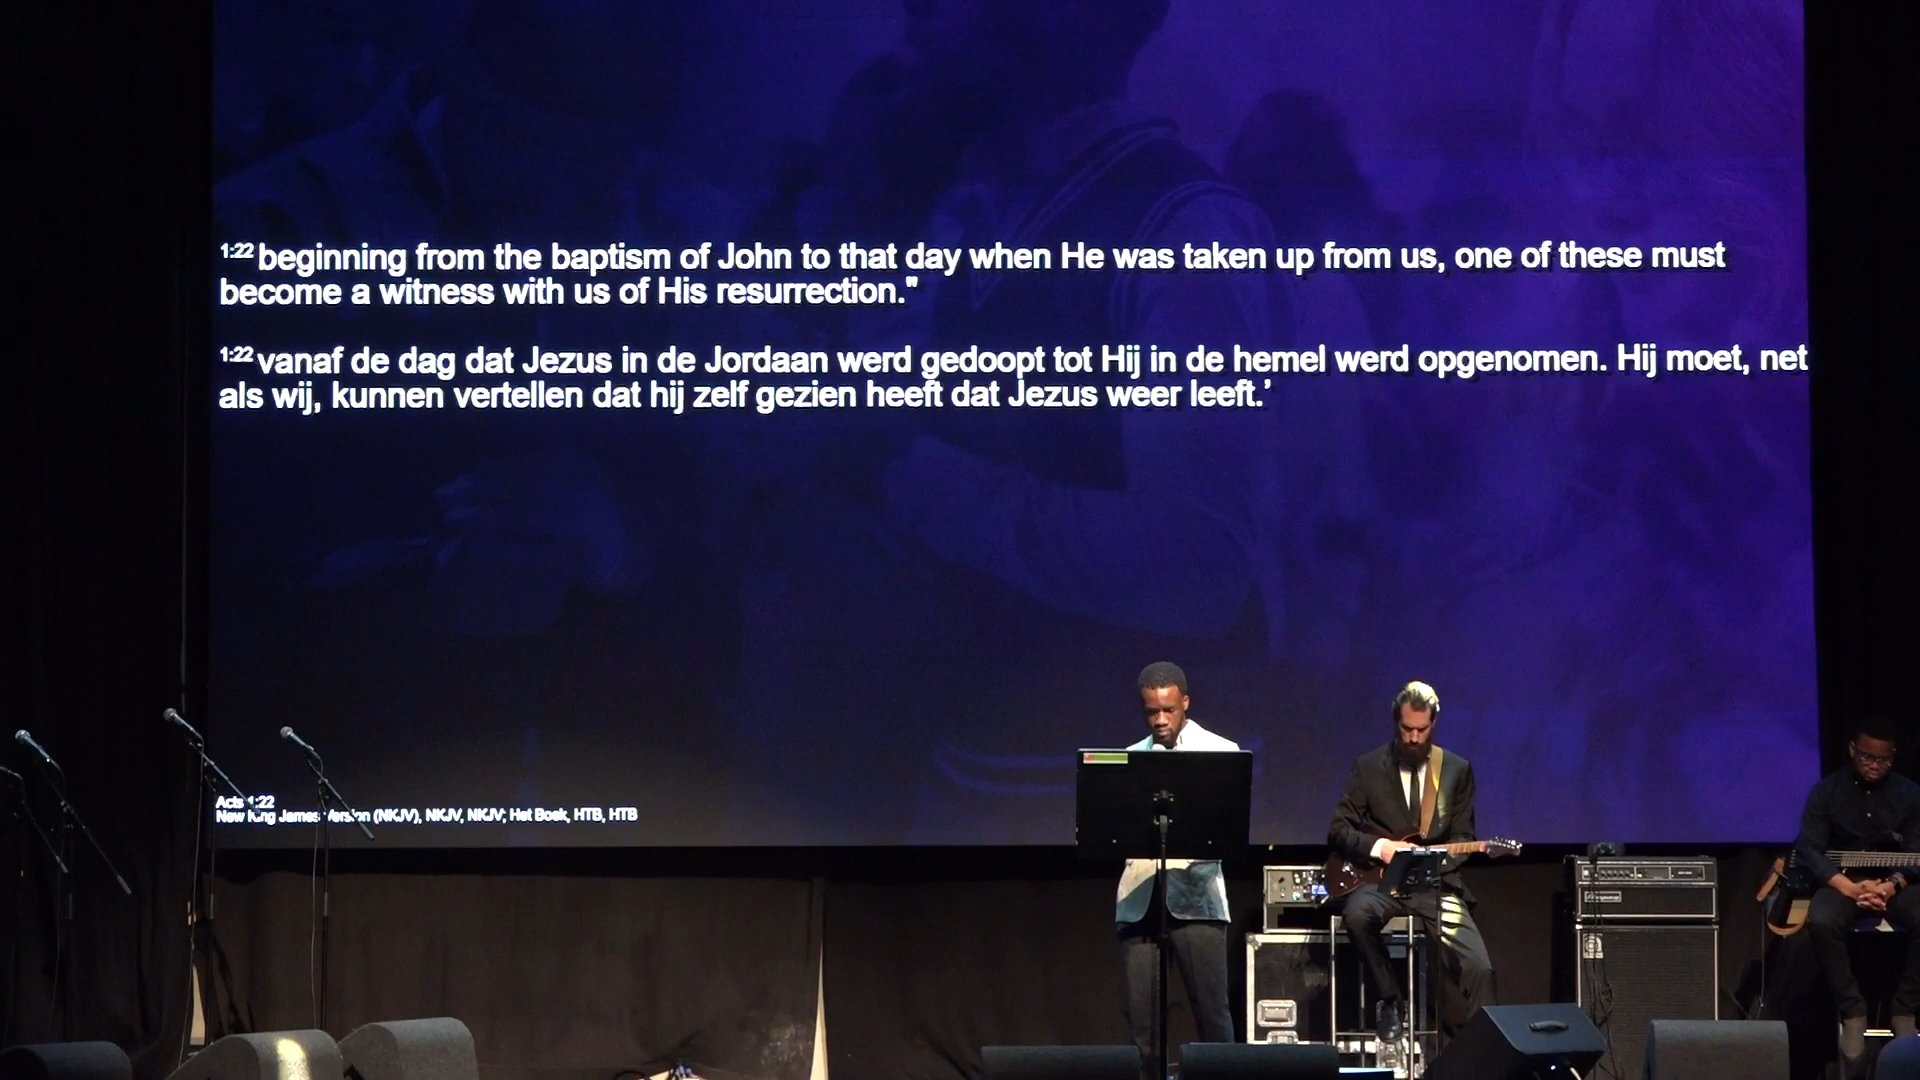 1:22 beginning from the baptism of John to that day when He was taken up from us, one of these must
become a witness with us of His resurrection."
1:22 vanaf de dag dat Jezus in de Jordaan werd gedoopt tot Hij in de hemel werd opgenomen. Hij moet, net
als wij, kunnen vertellen dat hij zelf gezien heeft dat Jezus weer leeft.’
Acts 1:22
New King James Version (NKJV), NKJV, NKJV; Het Boek, HTB, HTB